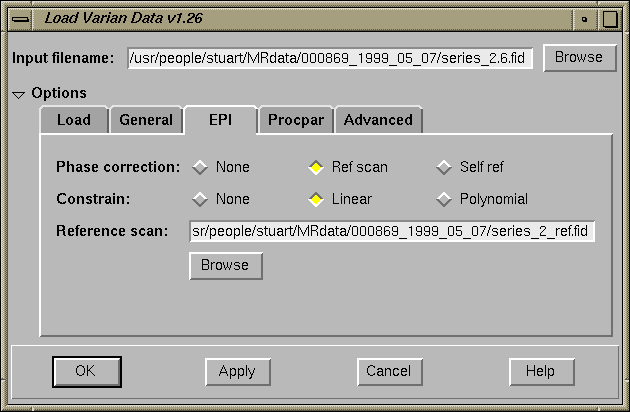 Load Varian Data v1.26
Input filename: /usr/people/stuart/MRdata/000869_1999_05_07/series_2.6.fid Browse
Options
Load General EPI Procpar Advanced
Phase correction: None Ref scan Self ref
Constrain: None Linear Polynomial
Reference scan: sr/people/stuart/MRdata/000869_1999_05_07/series_2_ref.fid
Browse
OK Apply Cancel Help